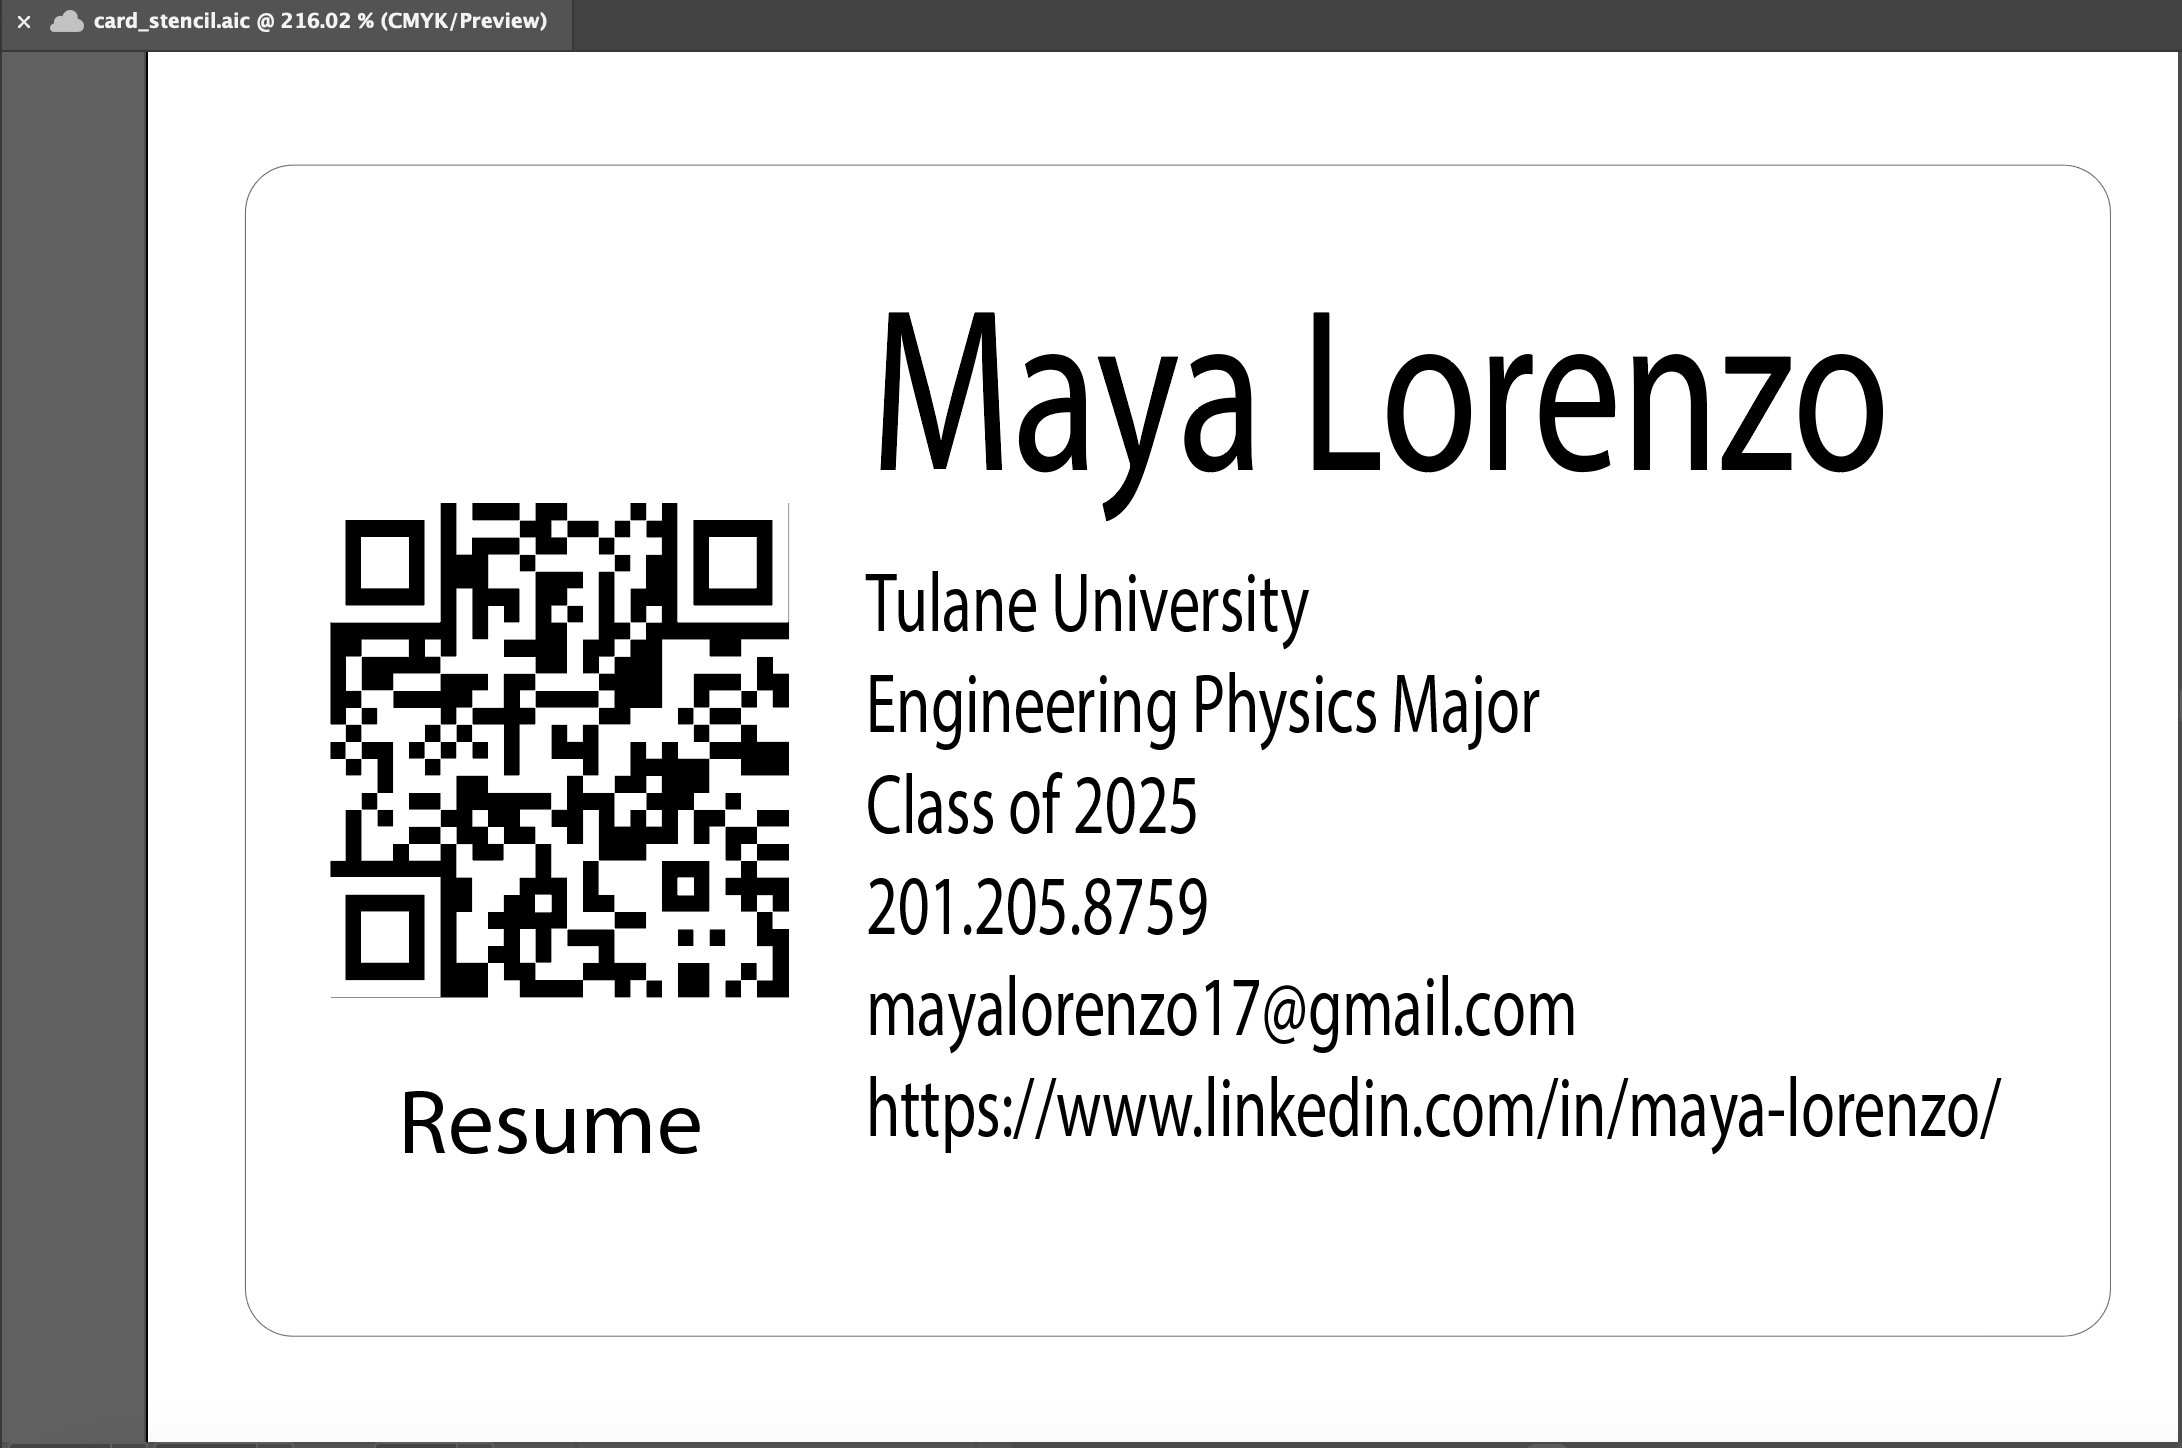 × card_stencil.aic @ 216.02 % (CMYK/Preview)
Maya Lorenzo
Tulane University
Engineering Physics Major
Class of 2025
201.205.8759
mayalorenzo17@gmail.com
https://www.linkedin.com/in/maya-lorenzo/
Resume